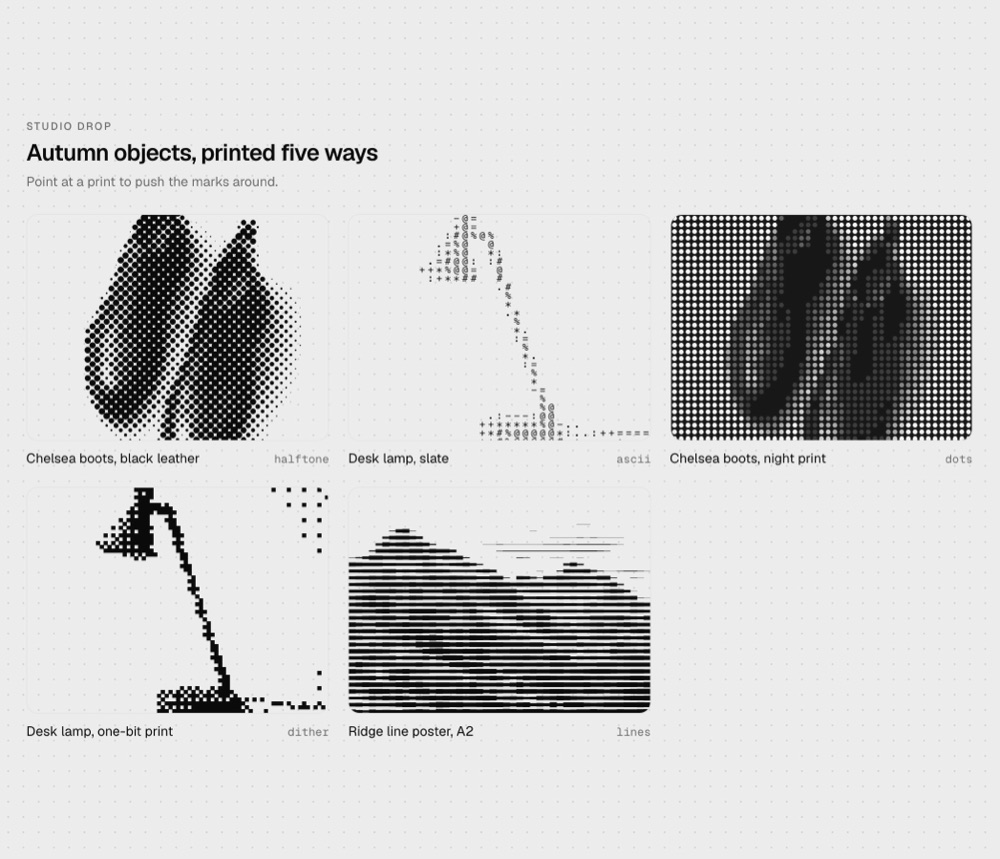 STUDIO DROP
Autumn objects, printed five ways
Point at a print to push the marks around.
Chelsea boots, black leather
halftone
Desk lamp, slate
ascii
Chelsea boots, night print
dots
Desk lamp, one-bit print
dither
Ridge line poster, A2
lines